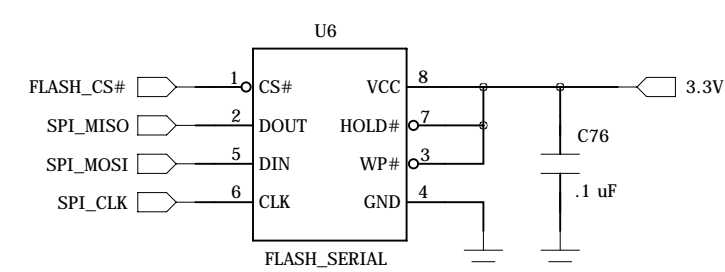 U6
FLASH_CS# 1 CS# VCC 8 3.3V
SPI_MISO 2 DOUT HOLD# 7
SPI_MOSI 5 DIN WP# 3 C76
SPI_CLK 6 CLK GND 4 .1 uF
FLASH_SERIAL